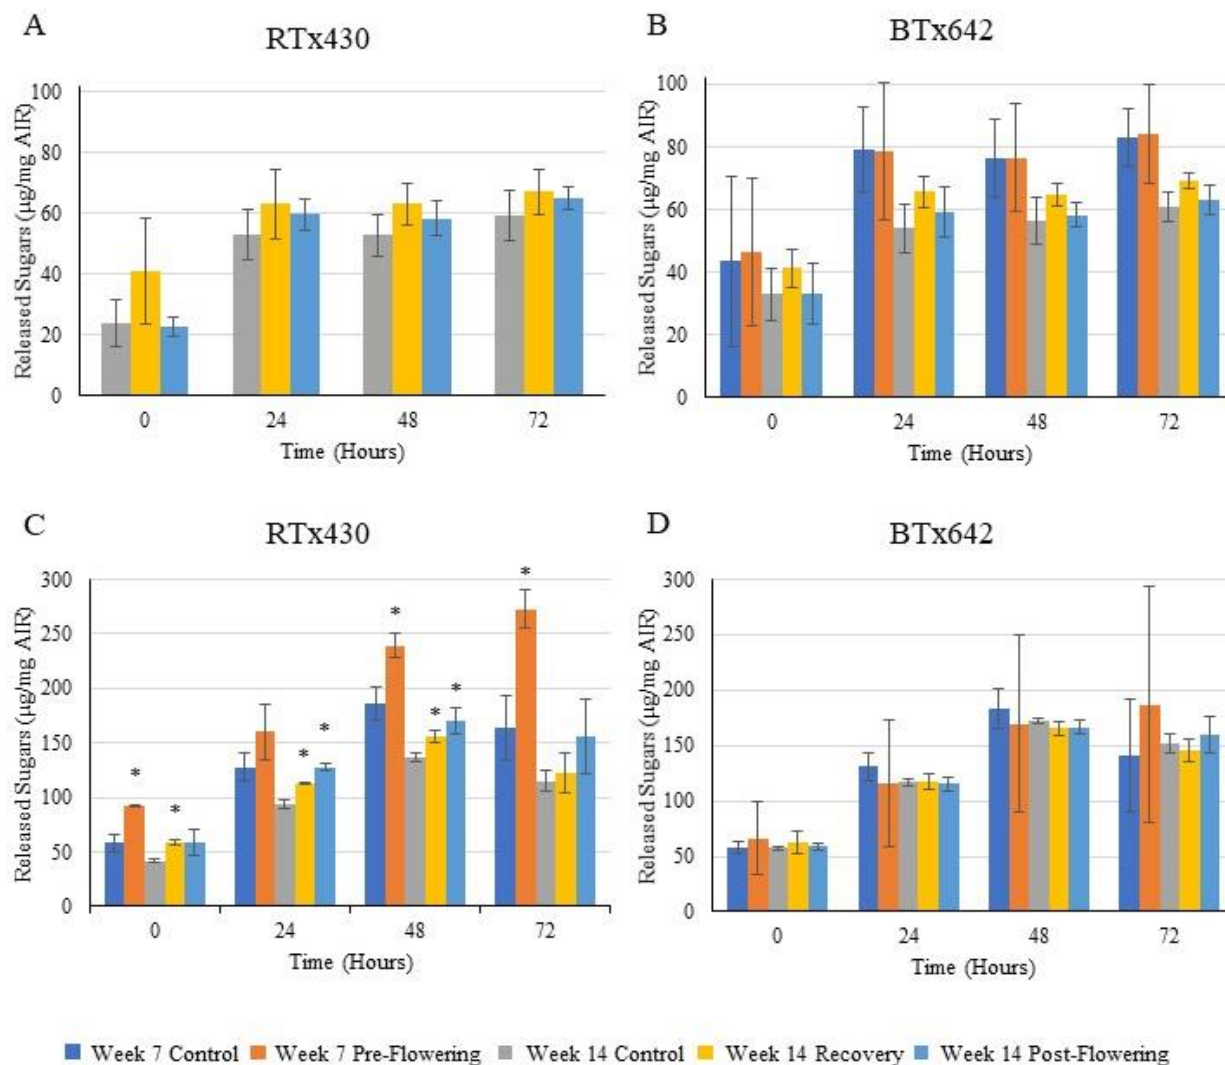 A
RTx430
Released Sugars (µg/mg AIR)
100
80
60
40
20
0
0 24 48 72
Time (Hours)
B
BTx642
Released Sugars (µg/mg AIR)
100
80
60
40
20
0
0 24 48 72
Time (Hours)
C
RTx430
Released Sugars (µg/mg AIR)
300
250
200
150
100
50
0
* * * * * * * *
0 24 48 72
Time (Hours)
D
BTx642
Released Sugars (µg/mg AIR)
300
250
200
150
100
50
0
0 24 48 72
Time (Hours)
Week 7 Control Week 7 Pre-Flowering Week 14 Control Week 14 Recovery Week 14 Post-Flowering